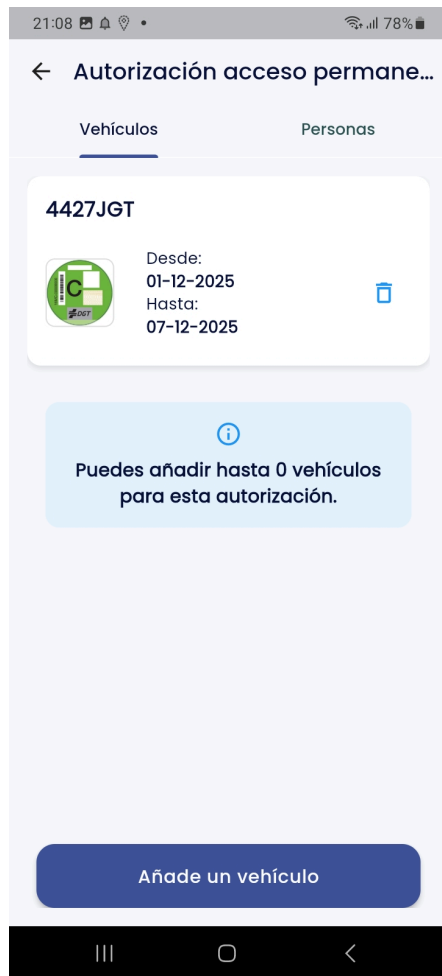 21:08
78%
Autorización acceso permane...
Vehículos
Personas
4427JGT
C
DGT
Desde:
01-12-2025
Hasta:
07-12-2025
Puedes añadir hasta 0 vehículos
para esta autorización.
Añade un vehículo